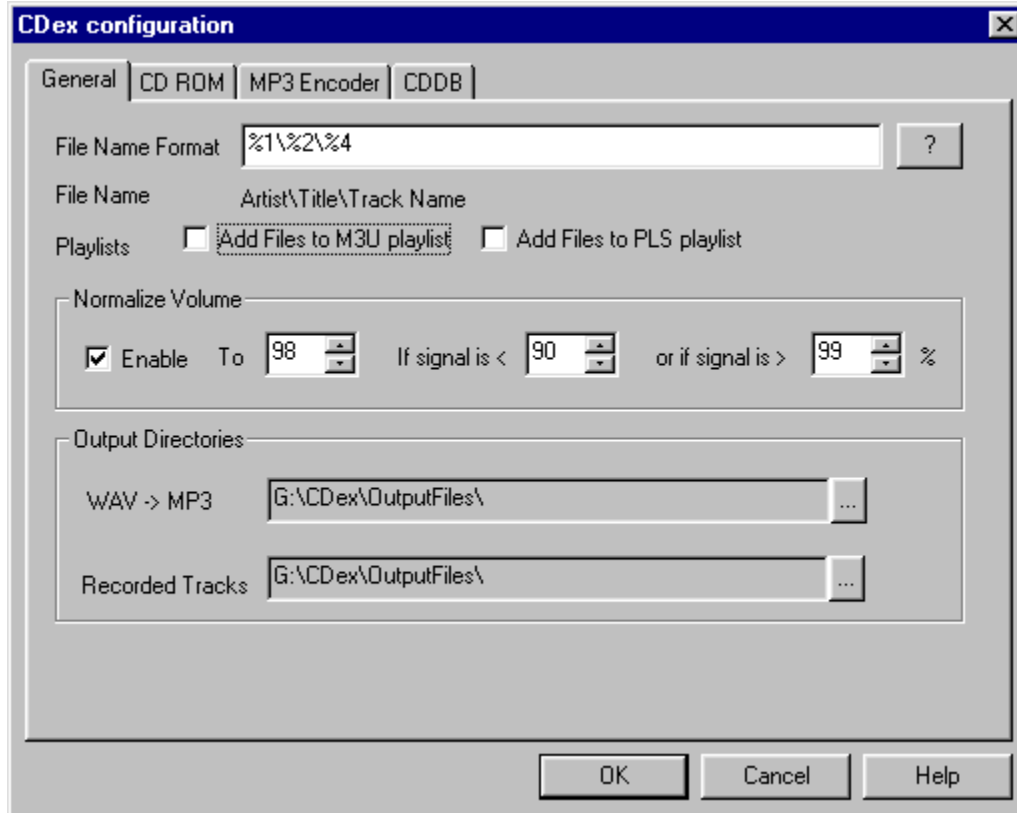 CDex configuration
General CD ROM MP3 Encoder CDDB
File Name Format %1\%2\%4 ?
File Name Artist\Title\Track Name
Playlists Add Files to M3U playlist Add Files to PLS playlist
Normalize Volume
Enable To 98 If signal is < 90 or if signal is > 99 %
Output Directories
WAV -> MP3 G:\CDex\OutputFiles\ ...
Recorded Tracks G:\CDex\OutputFiles\ ...
OK Cancel Help